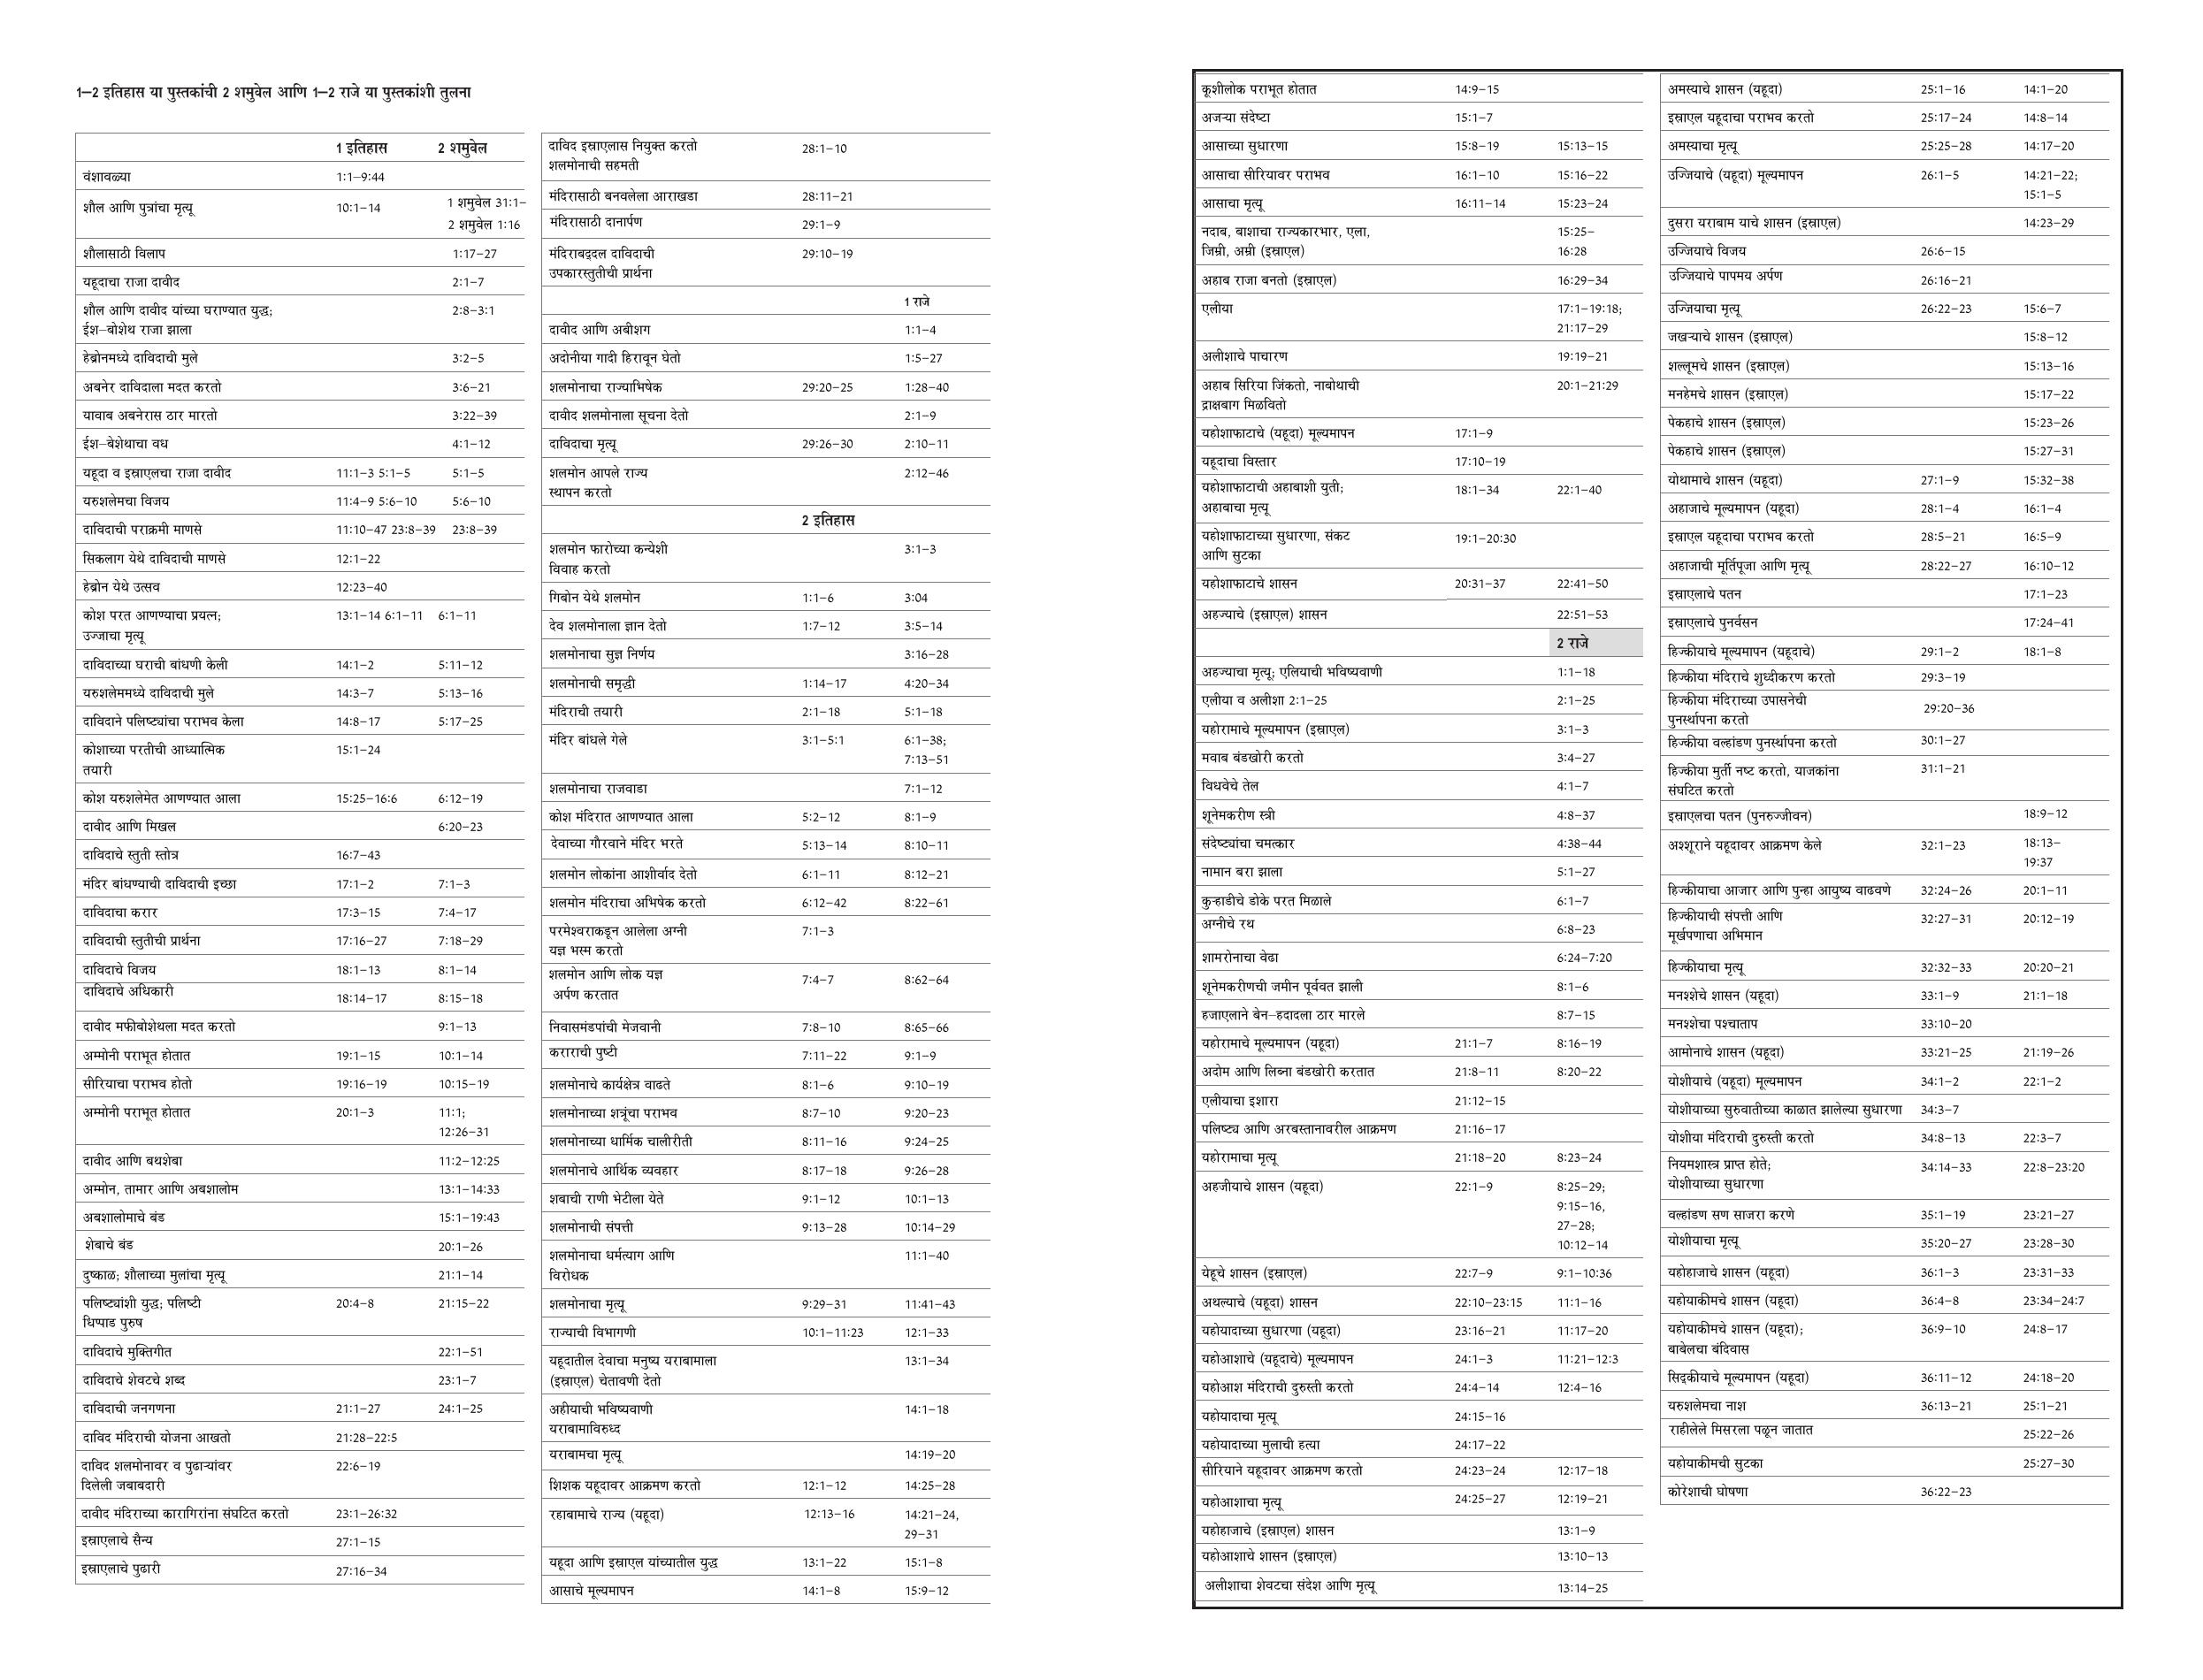 1–2 इतिहास या पुस्तकांची 2 शमुवेल आणि 1–2 राजे या पुस्तकांशी तुलना
1 इतिहास 2 शमुवेल
वंशावळ्या 1:1–9:44
शौल आणि पुत्रांचा मृत्यू 10:1–14 1 शमुवेल 31:1–
2 शमुवेल 1:16
शौलासाठी विलाप 1:17–27
यहूदाचा राजा दावीद 2:1–7
शौल आणि दावीद यांच्या घराण्यात युद्ध; 2:8–3:1
ईश–बोशेथ राजा झाला
हेब्रोनमध्ये दाविदाची मुले 3:2–5
अबनेर दाविदाला मदत करतो 3:6–21
यावाब अबनेरास ठार मारतो 3:22–39
ईश–बेशेथाचा वध 4:1–12
यहूदा व इस्राएलचा राजा दावीद 11:1–3 5:1–5 5:1–5
यरुशलेमचा विजय 11:4–9 5:6–10 5:6–10
दाविदाची पराक्रमी माणसे 11:10–47 23:8–39 23:8–39
सिकलाग येथे दाविदाची माणसे 12:1–22
हेब्रोन येथे उत्सव 12:23–40
कोश परत आणण्याचा प्रयत्न; 13:1–14 6:1–11 6:1–11
उज्जाचा मृत्यू
दाविदाच्या घराची बांधणी केली 14:1–2 5:11–12
यरुशलेममध्ये दाविदाची मुले 14:3–7 5:13–16
दाविदाने पलिष्ट्यांचा पराभव केला 14:8–17 5:17–25
कोशाच्या परतीची आध्यात्मिक 15:1–24
तयारी
कोश यरुशलेमेत आणण्यात आला 15:25–16:6 6:12–19
दावीद आणि मिखल 6:20–23
दाविदाचे स्तुती स्तोत्र 16:7–43
मंदिर बांधण्याची दाविदाची इच्छा 17:1–2 7:1–3
दाविदाचा करार 17:3–15 7:4–17
दाविदाची स्तुतीची प्रार्थना 17:16–27 7:18–29
दाविदाचे विजय 18:1–13 8:1–14
दाविदाचे अधिकारी 18:14–17 8:15–18
दावीद मफीबोशेथला मदत करतो 9:1–13
अम्मोनी पराभूत होतात 19:1–15 10:1–14
सीरियाचा पराभव होतो 19:16–19 10:15–19
अम्मोनी पराभूत होतात 20:1–3 11:1;
12:26–31
दावीद आणि बथशेबा 11:2–12:25
अम्मोन, तामार आणि अबशालोम 13:1–14:33
अबशालोमाचे बंड 15:1–19:43
शेबाचे बंड 20:1–26
दुष्काळ; शौलाच्या मुलांचा मृत्यू 21:1–14
पलिष्ट्यांशी युद्ध; पलिष्टी 20:4–8 21:15–22
धिप्पाड पुरुष
दाविदाचे मुक्तिगीत 22:1–51
दाविदाचे शेवटचे शब्द 23:1–7
दाविदाची जनगणना 21:1–27 24:1–25
दाविद मंदिराची योजना आखतो 21:28–22:5
दाविद शलमोनावर व पुढाऱ्यांवर 22:6–19
दिलेली जबाबदारी
दावीद मंदिराच्या कारागिरांना संघटित करतो 23:1–26:32
इस्राएलाचे सैन्य 27:1–15
इस्राएलाचे पुढारी 27:16–34
दाविद इस्राएलास नियुक्त करतो 28:1–10
शलमोनाची सहमती
मंदिरासाठी बनवलेला आराखडा 28:11–21
मंदिरासाठी दानार्पण 29:1–9
मंदिराबद्दल दाविदाची 29:10–19
उपकारस्तुतीची प्रार्थना
1 राजे
दावीद आणि अबीशग 1:1–4
अदोनीया गादी हिरावून घेतो 1:5–27
शलमोनाचा राज्याभिषेक 29:20–25 1:28–40
दावीद शलमोनाला सूचना देतो 2:1–9
दाविदाचा मृत्यू 29:26–30 2:10–11
शलमोन आपले राज्य 2:12–46
स्थापन करतो
2 इतिहास
शलमोन फारोच्या कन्येशी 3:1–3
विवाह करतो
गिबोन येथे शलमोन 1:1–6 3:04
देव शलमोनाला ज्ञान देतो 1:7–12 3:5–14
शलमोनाचा सुज्ञ निर्णय 3:16–28
शलमोनाची समृद्धी 1:14–17 4:20–34
मंदिराची तयारी 2:1–18 5:1–18
मंदिर बांधले गेले 3:1–5:1 6:1–38;
7:13–51
शलमोनाचा राजवाडा 7:1–12
कोश मंदिरात आणण्यात आला 5:2–12 8:1–9
देवाच्या गौरवाने मंदिर भरते 5:13–14 8:10–11
शलमोन लोकांना आशीर्वाद देतो 6:1–11 8:12–21
शलमोन मंदिराचा अभिषेक करतो 6:12–42 8:22–61
परमेश्वराकडून आलेला अग्नी 7:1–3
यज्ञ भस्म करतो
शलमोन आणि लोक यज्ञ 7:4–7 8:62–64
अर्पण करतात
निवासमंडपांची मेजवानी 7:8–10 8:65–66
कराराची पुष्टी 7:11–22 9:1–9
शलमोनाचे कार्यक्षेत्र वाढते 8:1–6 9:10–19
शलमोनाच्या शत्रूंचा पराभव 8:7–10 9:20–23
शलमोनाच्या धार्मिक चालीरीती 8:11–16 9:24–25
शलमोनाचे आर्थिक व्यवहार 8:17–18 9:26–28
शबाची राणी भेटीला येते 9:1–12 10:1–13
शलमोनाची संपत्ती 9:13–28 10:14–29
शलमोनाचा धर्मत्याग आणि 11:1–40
विरोधक
शलमोनाचा मृत्यू 9:29–31 11:41–43
राज्याची विभागणी 10:1–11:23 12:1–33
यहूदातील देवाचा मनुष्य यराबामाला 13:1–34
(इस्राएल) चेतावणी देतो
अहीयाची भविष्यवाणी 14:1–18
यराबामाविरुध्द
यराबामचा मृत्यू 14:19–20
शिशक यहूदावर आक्रमण करतो 12:1–12 14:25–28
रहाबामाचे राज्य (यहूदा) 12:13–16 14:21–24,
29–31
यहूदा आणि इस्राएल यांच्यातील युद्ध 13:1–22 15:1–8
आसाचे मूल्यमापन 14:1–8 15:9–12
कूशीलोक पराभूत होतात 14:9–15
अजऱ्या संदेष्टा 15:1–7
आसाच्या सुधारणा 15:8–19 15:13–15
आसाचा सीरियावर पराभव 16:1–10 15:16–22
आसाचा मृत्यू 16:11–14 15:23–24
नदाब, बाशाचा राज्यकारभार, एला, 15:25–
जिम्री, अम्री (इस्राएल) 16:28
अहाब राजा बनतो (इस्राएल) 16:29–34
एलीया 17:1–19:18;
21:17–29
अलीशाचे पाचारण 19:19–21
अहाब सिरिया जिंकतो, नाबोथाची 20:1–21:29
द्राक्षबाग मिळवितो
यहोशाफाटाचे (यहूदा) मूल्यमापन 17:1–9
यहूदाचा विस्तार 17:10–19
यहोशाफाटाची अहाबाशी युती; 18:1–34 22:1–40
अहाबाचा मृत्यू
यहोशाफाटाच्या सुधारणा, संकट 19:1–20:30
आणि सुटका
यहोशाफाटाचे शासन 20:31–37 22:41–50
अहज्याचे (इस्राएल) शासन 22:51–53
2 राजे
अहज्याचा मृत्यू; एलियाची भविष्यवाणी 1:1–18
एलीया व अलीशा 2:1–25 2:1–25
यहोरामाचे मूल्यमापन (इस्राएल) 3:1–3
मवाब बंडखोरी करतो 3:4–27
विधवेचे तेल 4:1–7
शूनेमकरीण स्त्री 4:8–37
संदेष्ट्यांचा चमत्कार 4:38–44
नामान बरा झाला 5:1–27
कुऱ्हाडीचे डोके परत मिळाले 6:1–7
अग्नीचे रथ 6:8–23
शामरोनाचा वेढा 6:24–7:20
शूनेमकरीणची जमीन पूर्ववत झाली 8:1–6
हजाएलाने बेन–हदादला ठार मारले 8:7–15
यहोरामाचे मूल्यमापन (यहूदा) 21:1–7 8:16–19
अदोम आणि लिब्ना बंडखोरी करतात 21:8–11 8:20–22
एलीयाचा इशारा 21:12–15
पलिष्ट्य आणि अरबस्तानावरील आक्रमण 21:16–17
यहोरामाचा मृत्यू 21:18–20 8:23–24
अहजीयाचे शासन (यहूदा) 22:1–9 8:25–29;
9:15–16,
27–28;
10:12–14
येहूचे शासन (इस्राएल) 22:7–9 9:1–10:36
अथल्याचे (यहूदा) शासन 22:10–23:15 11:1–16
यहोयादाच्या सुधारणा (यहूदा) 23:16–21 11:17–20
यहोआशाचे (यहूदाचे) मूल्यमापन 24:1–3 11:21–12:3
यहोआश मंदिराची दुरुस्ती करतो 24:4–14 12:4–16
यहोयादाचा मृत्यू 24:15–16
यहोयादाच्या मुलाची हत्या 24:17–22
सीरियाने यहूदावर आक्रमण करतो 24:23–24 12:17–18
यहोआशाचा मृत्यू 24:25–27 12:19–21
यहोहाजाचे (इस्राएल) शासन 13:1–9
यहोआशाचे शासन (इस्राएल) 13:10–13
अलीशाचा शेवटचा संदेश आणि मृत्यू 13:14–25
अमस्याचे शासन (यहूदा) 25:1–16 14:1–20
इस्राएल यहूदाचा पराभव करतो 25:17–24 14:8–14
अमस्याचा मृत्यू 25:25–28 14:17–20
उज्जियाचे (यहूदा) मूल्यमापन 26:1–5 14:21–22;
15:1–5
दुसरा यराबाम याचे शासन (इस्राएल) 14:23–29
उज्जियाचे विजय 26:6–15
उज्जियाचे पापमय अर्पण 26:16–21
उज्जियाचा मृत्यू 26:22–23 15:6–7
जखऱ्याचे शासन (इस्राएल) 15:8–12
शल्लूमचे शासन (इस्राएल) 15:13–16
मनहेमचे शासन (इस्राएल) 15:17–22
पेकहाचे शासन (इस्राएल) 15:23–26
पेकहाचे शासन (इस्राएल) 15:27–31
योथामाचे शासन (यहूदा) 27:1–9 15:32–38
अहाजाचे मूल्यमापन (यहूदा) 28:1–4 16:1–4
इस्राएल यहूदाचा पराभव करतो 28:5–21 16:5–9
अहाजाची मूर्तिपूजा आणि मृत्यू 28:22–27 16:10–12
इस्राएलाचे पतन 17:1–23
इस्राएलाचे पुनर्वसन 17:24–41
हिज्कीयाचे मूल्यमापन (यहूदाचे) 29:1–2 18:1–8
हिज्कीया मंदिराचे शुध्दीकरण करतो 29:3–19
हिज्कीया मंदिराच्या उपासनेची 29:20–36
पुनर्स्थापना करतो
हिज्कीया वल्हांडण पुनर्स्थापना करतो 30:1–27
हिज्कीया मुर्ती नष्ट करतो, याजकांना 31:1–21
संघटित करतो
इस्राएलचा पतन (पुनरुज्जीवन) 18:9–12
अश्शूराने यहूदावर आक्रमण केले 32:1–23 18:13–
19:37
हिज्कीयाचा आजार आणि पुन्हा आयुष्य वाढवणे 32:24–26 20:1–11
हिज्कीयाची संपत्ती आणि 32:27–31 20:12–19
मूर्खपणाचा अभिमान
हिज्कीयाचा मृत्यू 32:32–33 20:20–21
मनश्शेचे शासन (यहूदा) 33:1–9 21:1–18
मनश्शेचा पश्चाताप 33:10–20
आमोनाचे शासन (यहूदा) 33:21–25 21:19–26
योशीयाचे (यहूदा) मूल्यमापन 34:1–2 22:1–2
योशीयाच्या सुरुवातीच्या काळात झालेल्या सुधारणा 34:3–7
योशीया मंदिराची दुरुस्ती करतो 34:8–13 22:3–7
नियमशास्त्र प्राप्त होते; 34:14–33 22:8–23:20
योशीयाच्या सुधारणा
वल्हांडण सण साजरा करणे 35:1–19 23:21–27
योशीयाचा मृत्यू 35:20–27 23:28–30
यहोहाजाचे शासन (यहूदा) 36:1–3 23:31–33
यहोयाकीमचे शासन (यहूदा) 36:4–8 23:34–24:7
यहोयाकीमचे शासन (यहूदा); 36:9–10 24:8–17
बाबेलचा बंदिवास
सिद्कीयाचे मूल्यमापन (यहूदा) 36:11–12 24:18–20
यरुशलेमचा नाश 36:13–21 25:1–21
राहीलेले मिसरला पळून जातात 25:22–26
यहोयाकीमची सुटका 25:27–30
कोरेशाची घोषणा 36:22–23